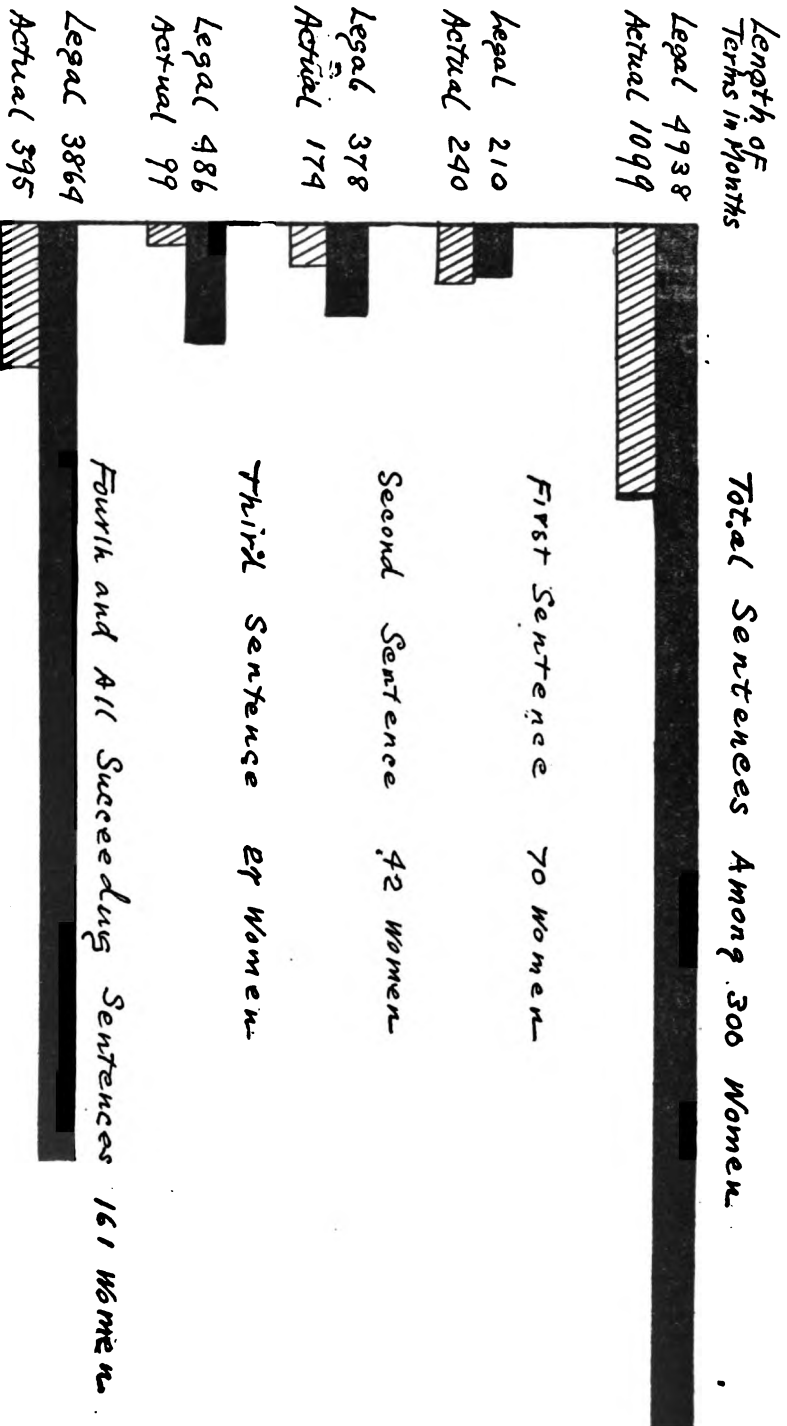 Length of
Terms in Months
Total Sentences Among 300 Women
Legal 4938
Actual 1099
First Sentence 70 Women
Legal 210
Actual 240
Second Sentence 42 Women
Legal 378
Actual 174
Third Sentence 27 Women
Legal 486
Actual 99
Fourth and All Succeeding Sentences 161 Women
Legal 3864
Actual 595